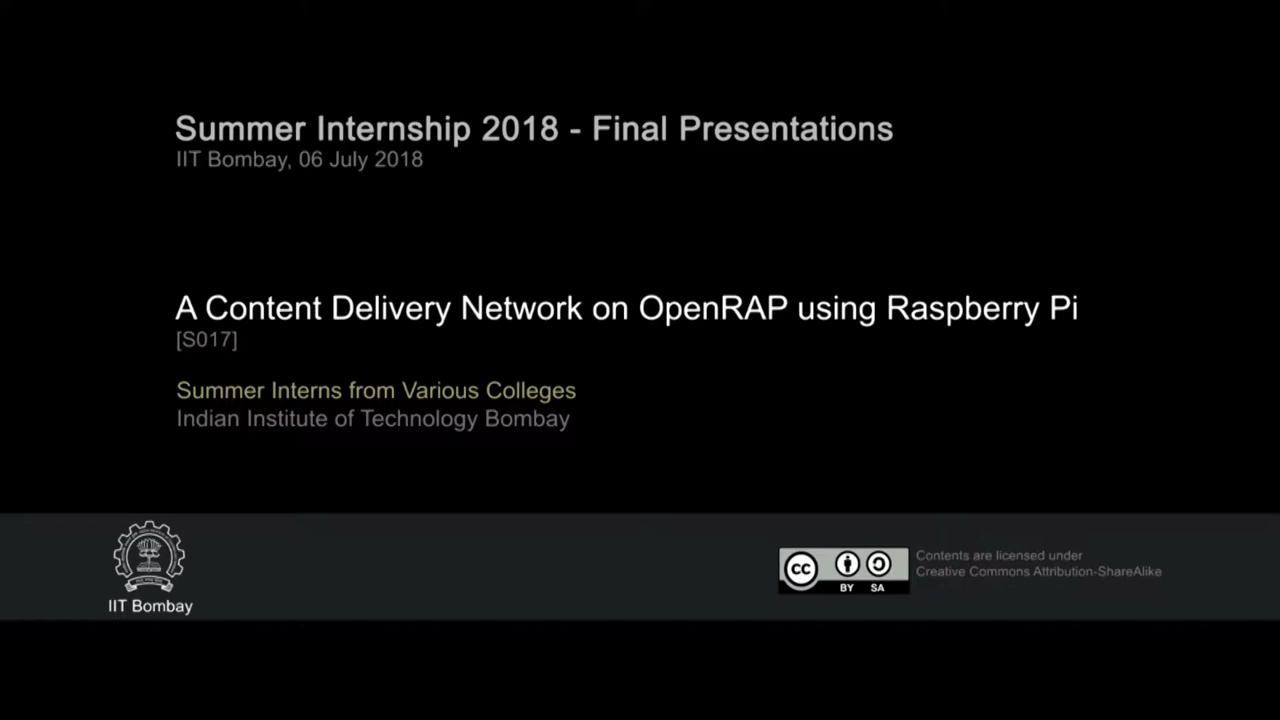 Summer Internship 2018 - Final Presentations
IIT Bombay, 06 July 2018
A Content Delivery Network on OpenRAP using Raspberry Pi
[S017]
Summer Interns from Various Colleges
Indian Institute of Technology Bombay
IIT Bombay
cc
BY SA
Contents are licensed under
Creative Commons Attribution-ShareAlike